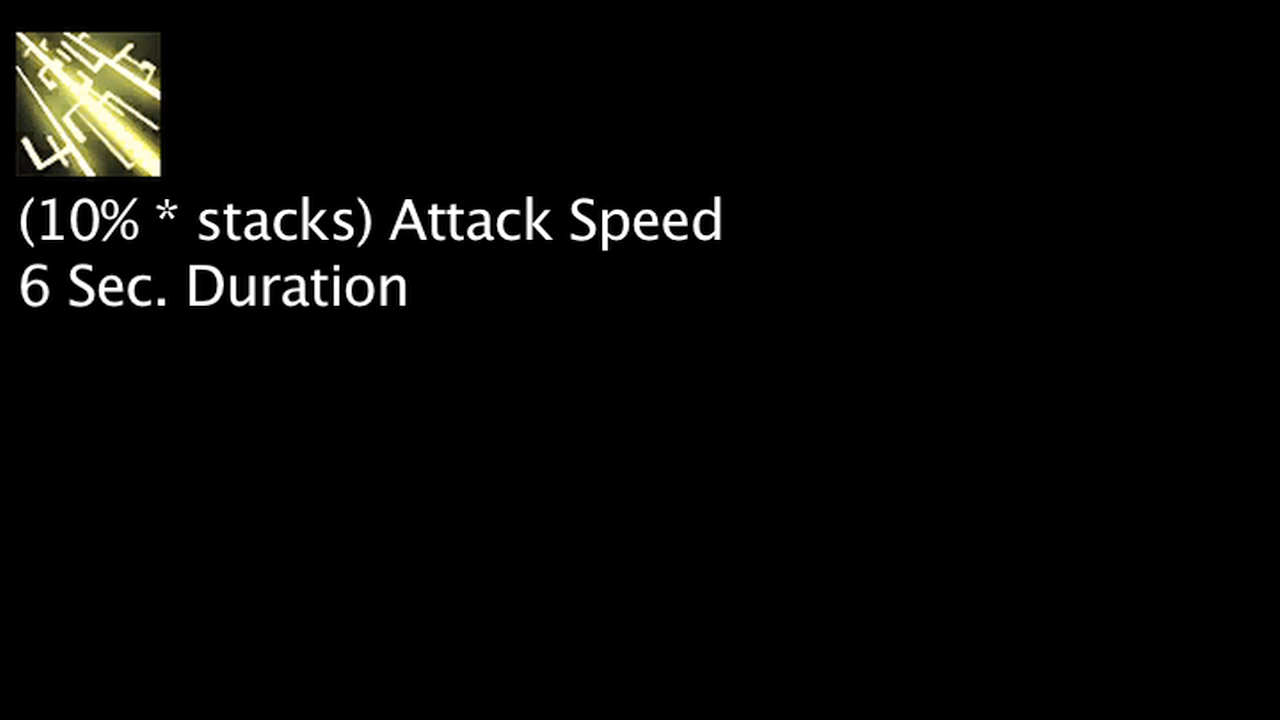 (10% * stacks) Attack Speed
6 Sec. Duration